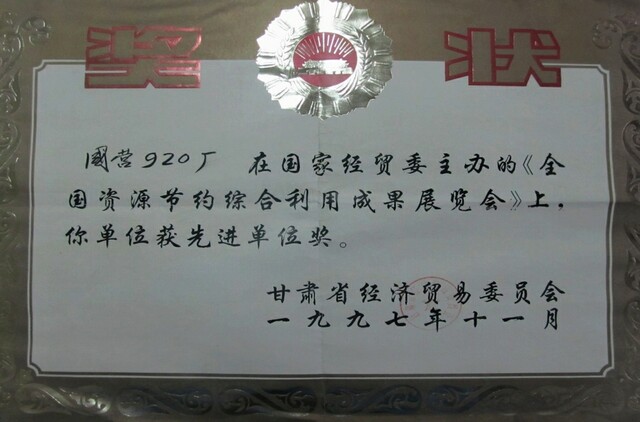 奖状
國营920厂 在国家经贸委主办的《全
国资源节约综合利用成果展览会》上，
你单位获先进单位奖。
甘肃省经济贸易委员会
一九九七年十一月